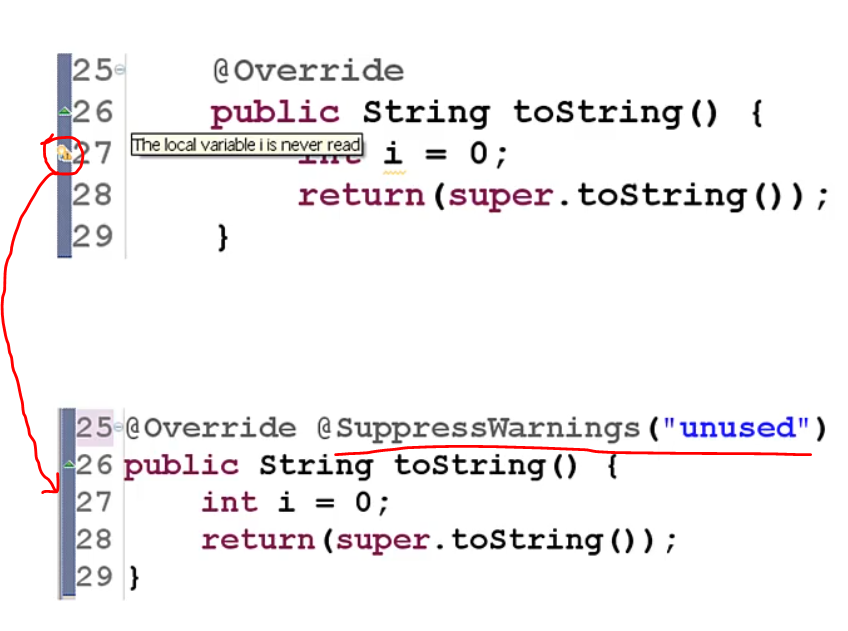 25 @Override
26 public String toString() {
27 The local variable i is never read i = 0;
28 return(super.toString());
29 }
25 @Override @SuppressWarnings("unused")
26 public String toString() {
27 int i = 0;
28 return(super.toString());
29 }